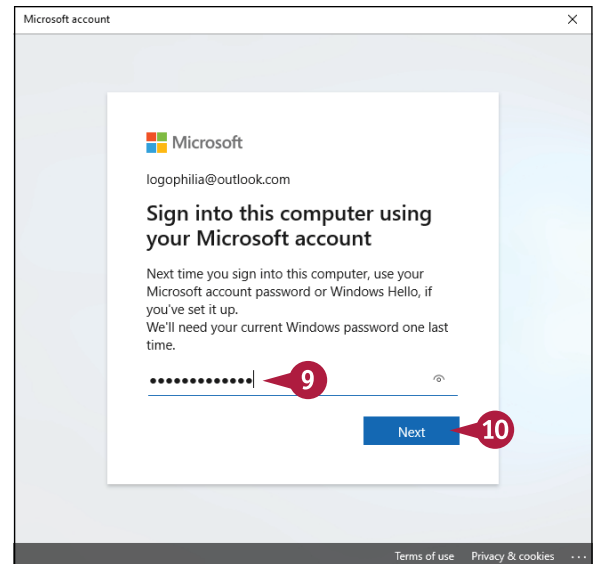 Microsoft account
Microsoft
logophilia@outlook.com
Sign into this computer using
your Microsoft account
Next time you sign into this computer, use your
Microsoft account password or Windows Hello, if
you've set it up.
We'll need your current Windows password one last
time.
•••••••••••••
9
Next
10
Terms of use Privacy & cookies ...